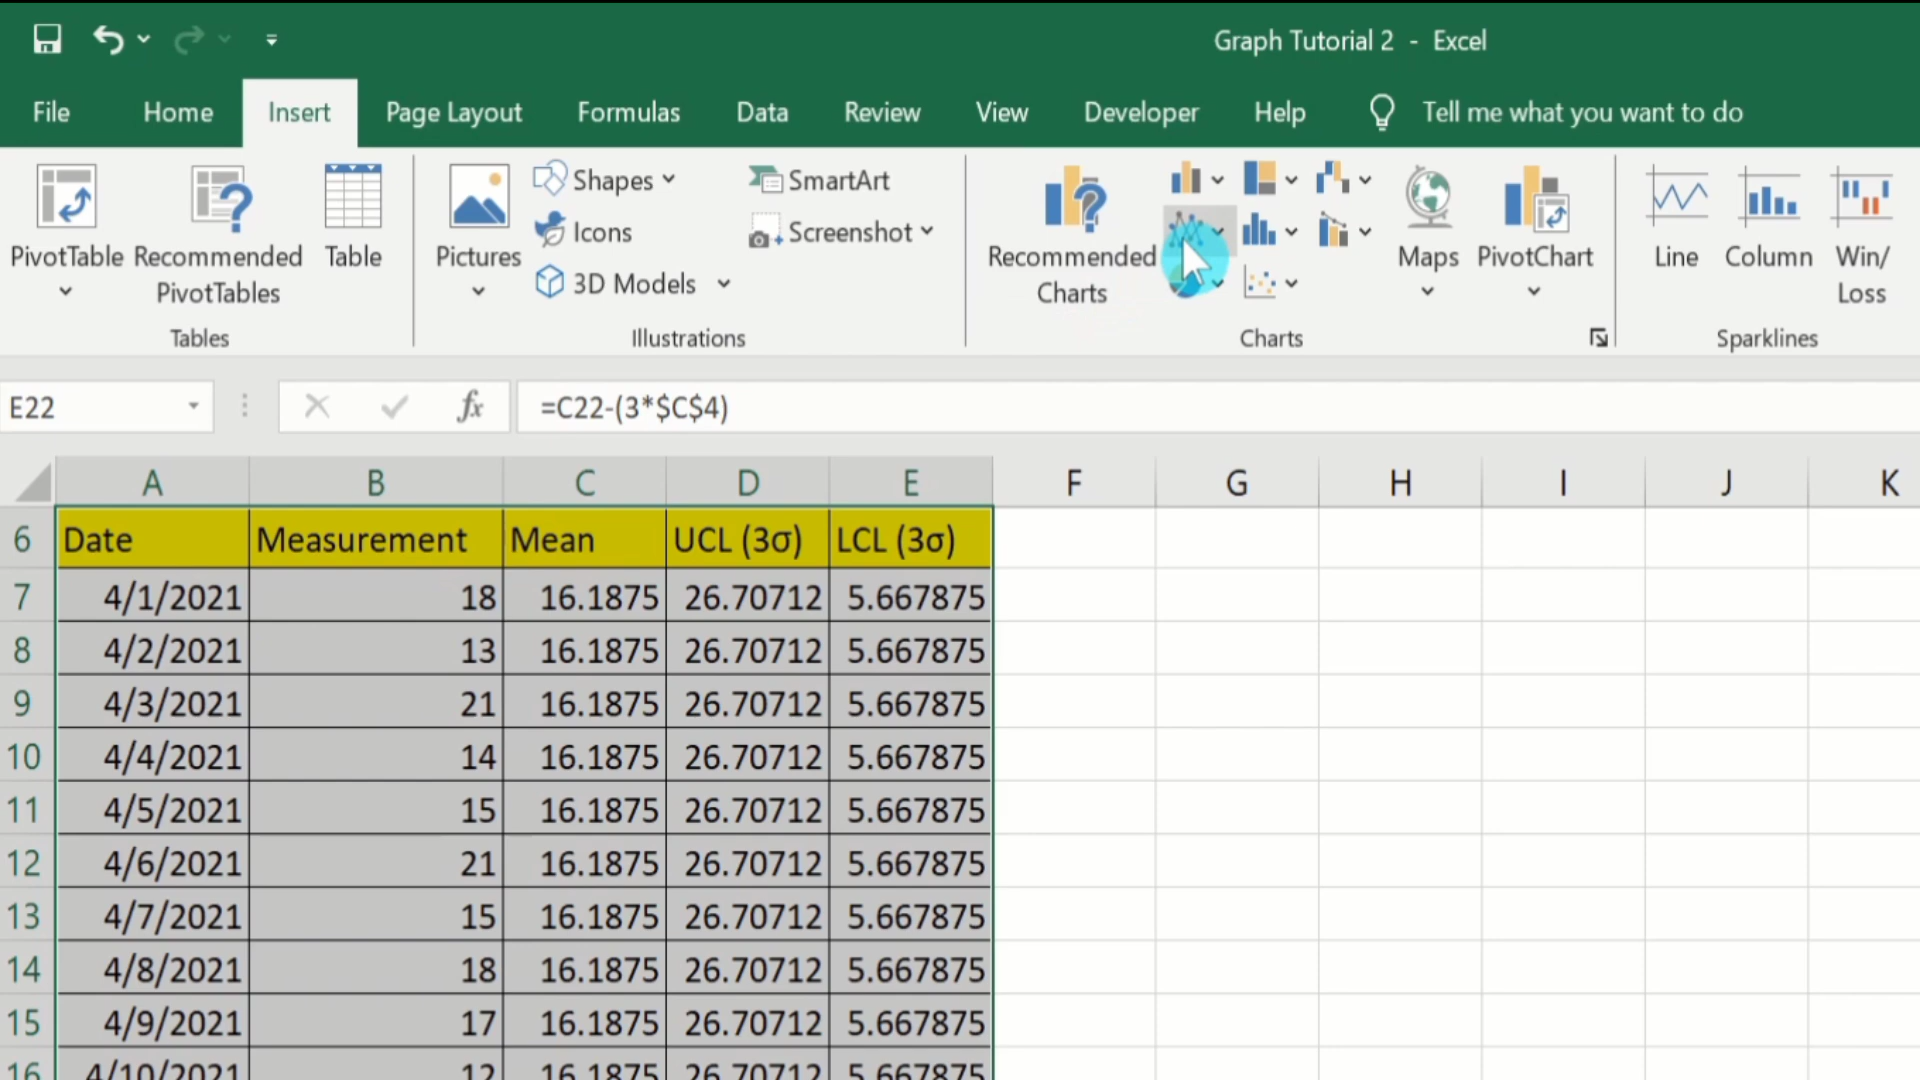 Graph Tutorial 2 - Excel
File Home Insert Page Layout Formulas Data Review View Developer Help Tell me what you want to do
PivotTable
Recommended
PivotTables
Table
Tables
Pictures
Shapes
Icons
3D Models
SmartArt
Screenshot
Illustrations
Recommended
Charts
Maps
PivotChart
Charts
Line
Column
Win/
Loss
Sparklines
E22 fx =C22-(3*$C$4)
A B C D E F G H I J K
6 Date Measurement Mean UCL (3σ) LCL (3σ)
7 4/1/2021 18 16.1875 26.70712 5.667875
8 4/2/2021 13 16.1875 26.70712 5.667875
9 4/3/2021 21 16.1875 26.70712 5.667875
10 4/4/2021 14 16.1875 26.70712 5.667875
11 4/5/2021 15 16.1875 26.70712 5.667875
12 4/6/2021 21 16.1875 26.70712 5.667875
13 4/7/2021 15 16.1875 26.70712 5.667875
14 4/8/2021 18 16.1875 26.70712 5.667875
15 4/9/2021 17 16.1875 26.70712 5.667875
16 4/10/2021 12 16.1875 26.70712 5.667875